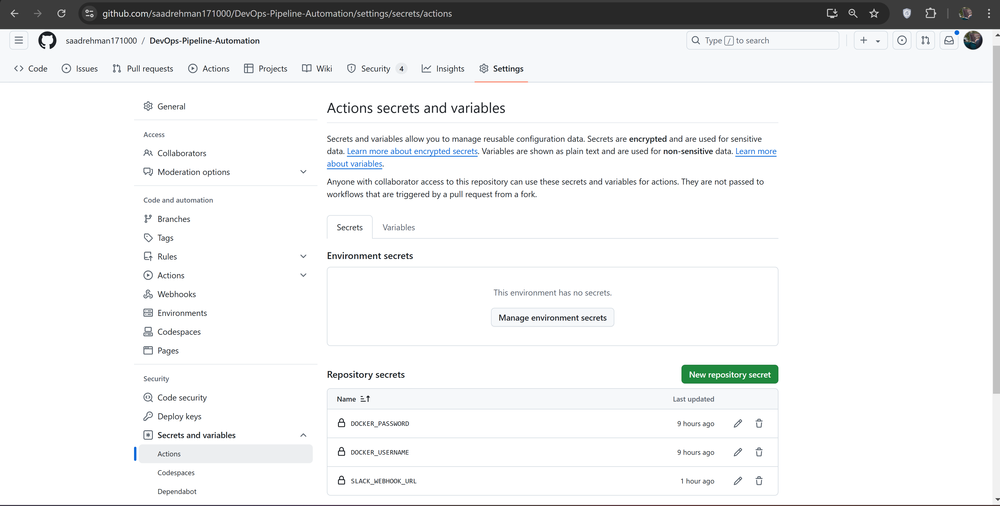 github.com/saadrehman171000/DevOps-Pipeline-Automation/settings/secrets/actions
saadrehman171000 / DevOps-Pipeline-Automation
Type / to search
Code
Issues
Pull requests
Actions
Projects
Wiki
Security 4
Insights
Settings
General
Access
Collaborators
Moderation options
Code and automation
Branches
Tags
Rules
Actions
Webhooks
Environments
Codespaces
Pages
Security
Code security
Deploy keys
Secrets and variables
Actions
Codespaces
Dependabot
Actions secrets and variables
Secrets and variables allow you to manage reusable configuration data. Secrets are encrypted and are used for sensitive
data. Learn more about encrypted secrets. Variables are shown as plain text and are used for non-sensitive data. Learn more
about variables.
Anyone with collaborator access to this repository can use these secrets and variables for actions. They are not passed to
workflows that are triggered by a pull request from a fork.
Secrets
Variables
Environment secrets
This environment has no secrets.
Manage environment secrets
Repository secrets
New repository secret
Name
Last updated
DOCKER_PASSWORD
9 hours ago
DOCKER_USERNAME
9 hours ago
SLACK_WEBHOOK_URL
1 hour ago